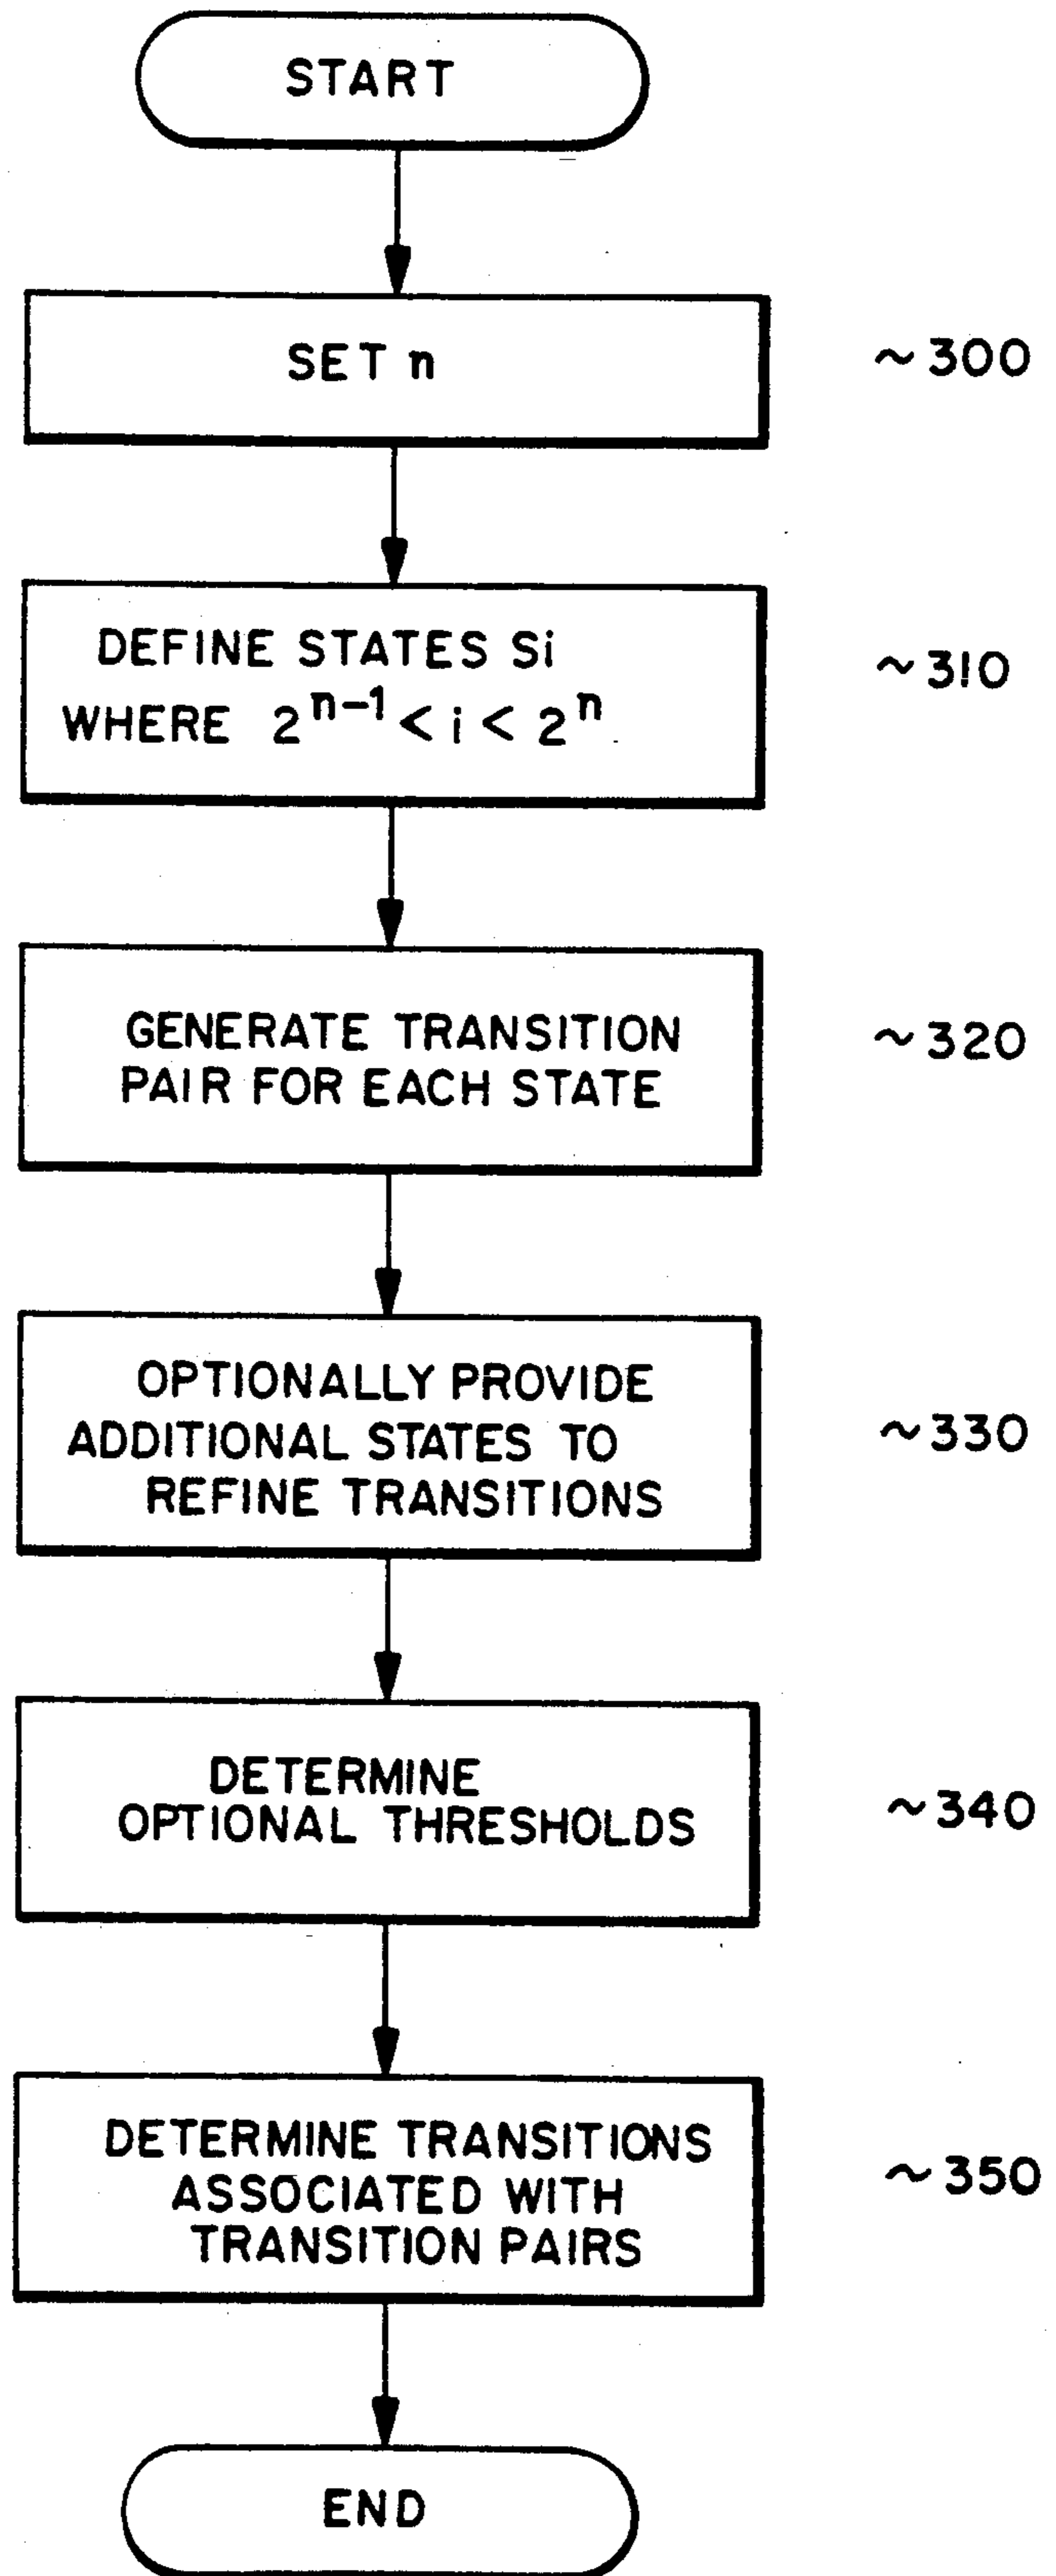 START
SET n
~300
DEFINE STATES Si
WHERE 2^n-1 < i < 2^n
~310
GENERATE TRANSITION
PAIR FOR EACH STATE
~320
OPTIONALLY PROVIDE
ADDITIONAL STATES TO
REFINE TRANSITIONS
~330
DETERMINE
OPTIONAL THRESHOLDS
~340
DETERMINE TRANSITIONS
ASSOCIATED WITH
TRANSITION PAIRS
~350
END